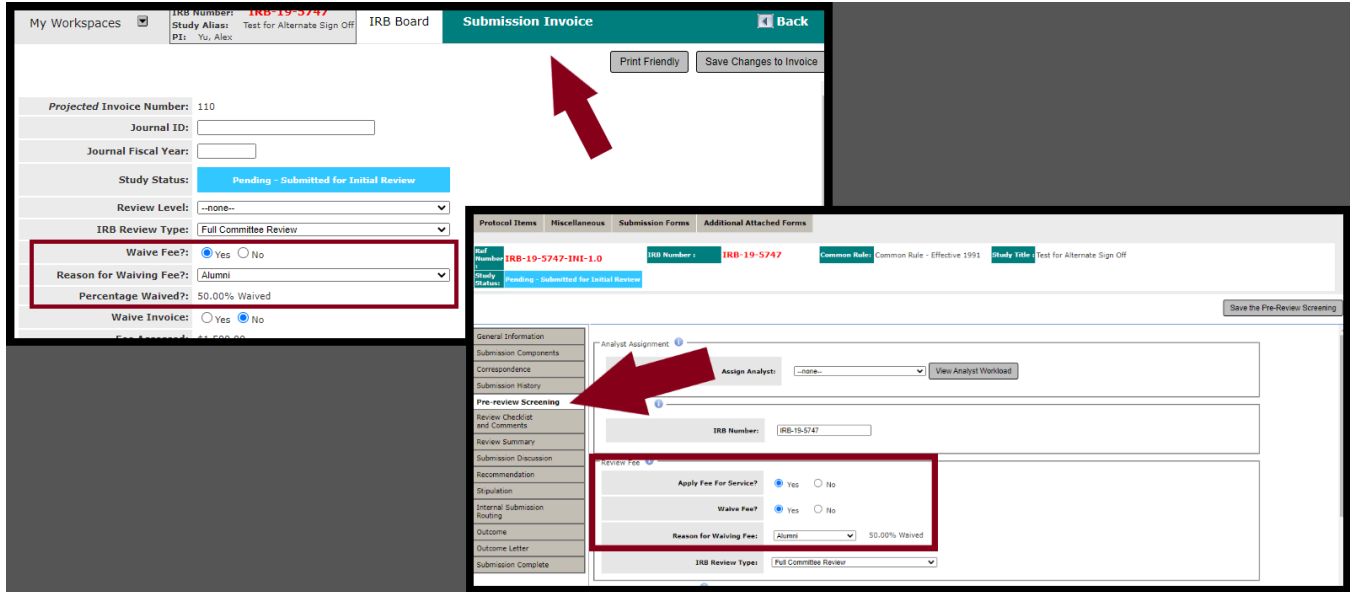 My Workspaces
IRB Number: IRB-19-5747
Study Alias: Test for Alternate Sign Off
PI: Yu, Alex
IRB Board
Submission Invoice
Back
Print Friendly
Save Changes to Invoice
Projected Invoice Number: 110
Journal ID:
Journal Fiscal Year:
Study Status: Pending - Submitted for Initial Review
Review Level: --none--
IRB Review Type: Full Committee Review
Waive Fee?: Yes No
Reason for Waiving Fee?: Alumni
Percentage Waived?: 50.00% Waived
Waive Invoice: Yes No
Protocol Items Miscellaneous Submission Forms Additional Attached Forms
Ref Number : IRB-19-5747-INI-1.0
IRB Number : IRB-19-5747
Common Rule: Common Rule - Effective 1991
Study Title : Test for Alternate Sign Off
Study Status: Pending - Submitted for Initial Review
Save the Pre-Review Screening
General Information
Submission Components
Correspondence
Submission History
Pre-review Screening
Review Checklist
and Comments
Review Summary
Submission Discussion
Recommendation
Stipulation
Internal Submission
Routing
Outcome
Outcome Letter
Submission Complete
Analyst Assignment
Assign Analyst: --none-- View Analyst Workload
IRB Number: IRB-19-5747
Review Fee
Apply Fee For Service? Yes No
Waive Fee? Yes No
Reason for Waiving Fee: Alumni 50.00% Waived
IRB Review Type: Full Committee Review